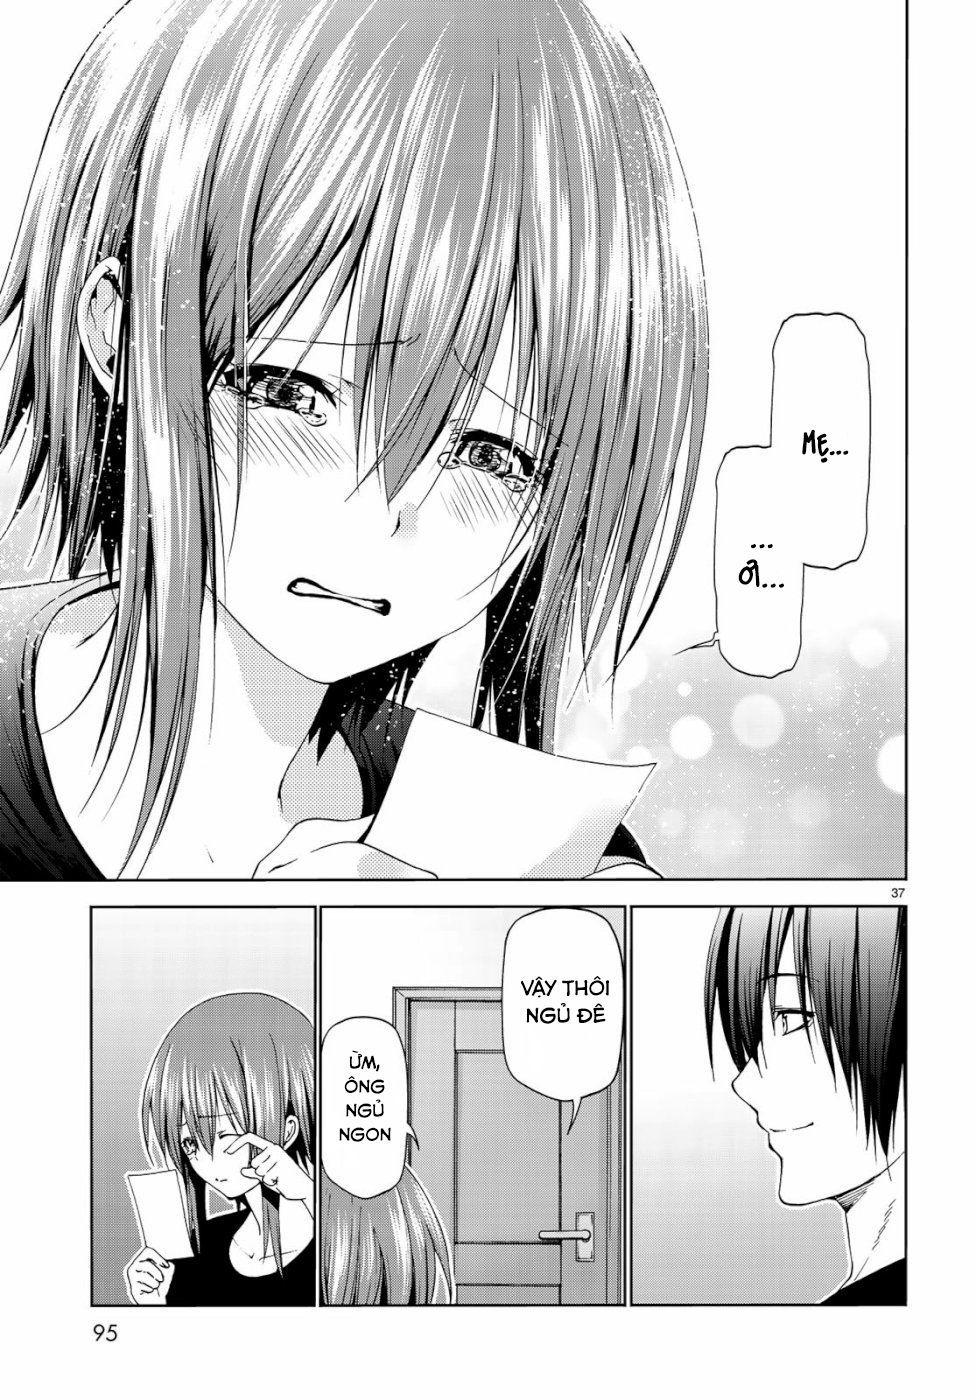 MẸ...
...
ƠI...
37
VẬY THÔI
NGỦ ĐÊ
ỪM,
ÔNG
NGỦ
NGON
95